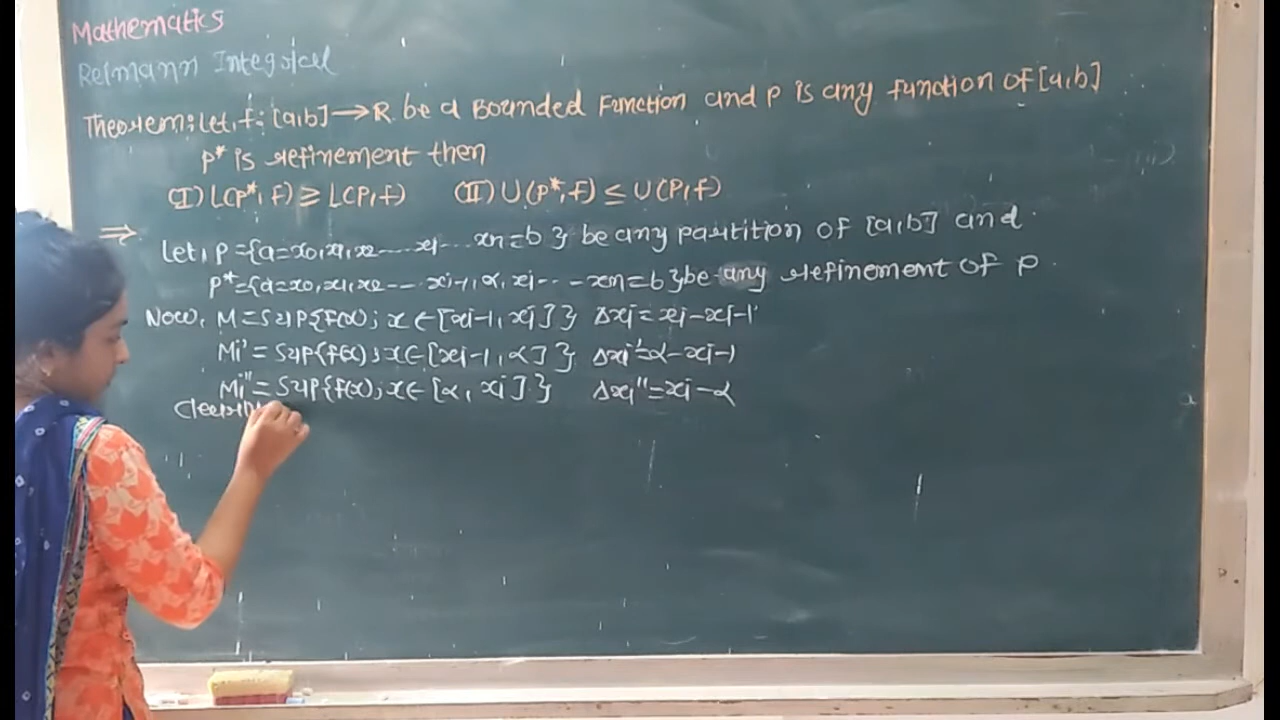 Mathematics
Reimann Integral
Theorem: Let, f: [a,b] → R be a Bounded Function and P is any function of [a,b]
P* is refinement then
(I) L(P*, f) ≥ L(P, f) (II) U(P*, f) ≤ U(P, f)
⇒ Let, P = {a=x0, x1, x2 ..... xi ... xn=b} be any partition of [a,b] and
P* = {a=x0, x1, x2 --- xi-1, α, xi -- - xn=b} be any refinement of P
Now, M = Sup{f(x); x ∈ [xi-1, xi]} Δxi = xi - xi-1
Mi' = Sup{f(x); x ∈ [xi-1, α]} Δxi' = α - xi-1
Mi'' = Sup{f(x); x ∈ [α, xi]} Δxi'' = xi - α